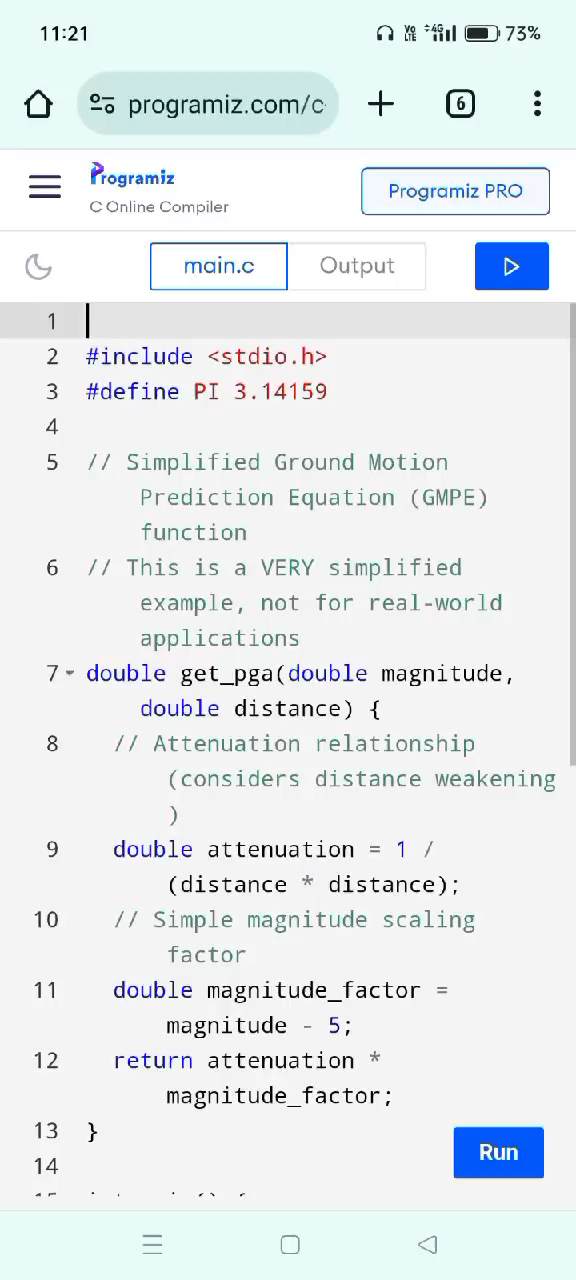 11:21
VO LTE 4G 73%
programiz.com/c
6
Programiz
C Online Compiler
Programiz PRO
main.c
Output
1
2 #include <stdio.h>
3 #define PI 3.14159
4
5 // Simplified Ground Motion
Prediction Equation (GMPE)
function
6 // This is a VERY simplified
example, not for real-world
applications
7 double get_pga(double magnitude,
double distance) {
8 // Attenuation relationship
(considers distance weakening
)
9 double attenuation = 1 /
(distance * distance);
10 // Simple magnitude scaling
factor
11 double magnitude_factor =
magnitude - 5;
12 return attenuation *
magnitude_factor;
13 }
14
Run